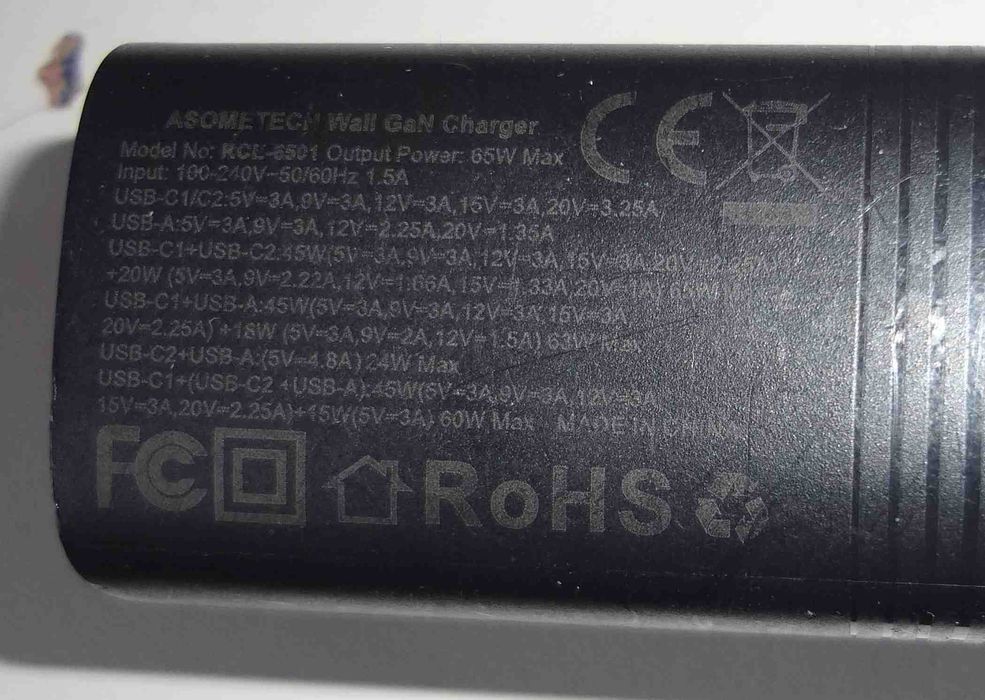 ASOMETECH Wall GaN Charger
Model No: RCL-6501 Output Power: 65W Max
Input: 100-240V~50/60Hz 1.5A
USB-C1/C2:5V=3A,9V=3A,12V=3A,15V=3A,20V=3.25A
USB-A:5V=3A,9V=3A,12V=2.25A,20V=1.35A
USB-C1+USB-C2:45W(5V=3A,9V=3A,12V=3A,15V=3A,20V=2.25A)
+20W (5V=3A,9V=2.22A,12V=1.66A,15V=1.33A,20V=1A)
USB-C1+USB-A:45W(5V=3A,9V=3A,12V=3A,15V=3A,
20V=2.25A)+18W (5V=3A,9V=2A,12V=1.5A) 63W Max
USB-C2+USB-A:(5V=4.8A) 24W Max
USB-C1+(USB-C2 +USB-A):45W(5V=3A,9V=3A,12V=3A
15V=3A,20V=2.25A)+15W(5V=3A) 60W Max MADE IN CHINA
CE
FC RoHS